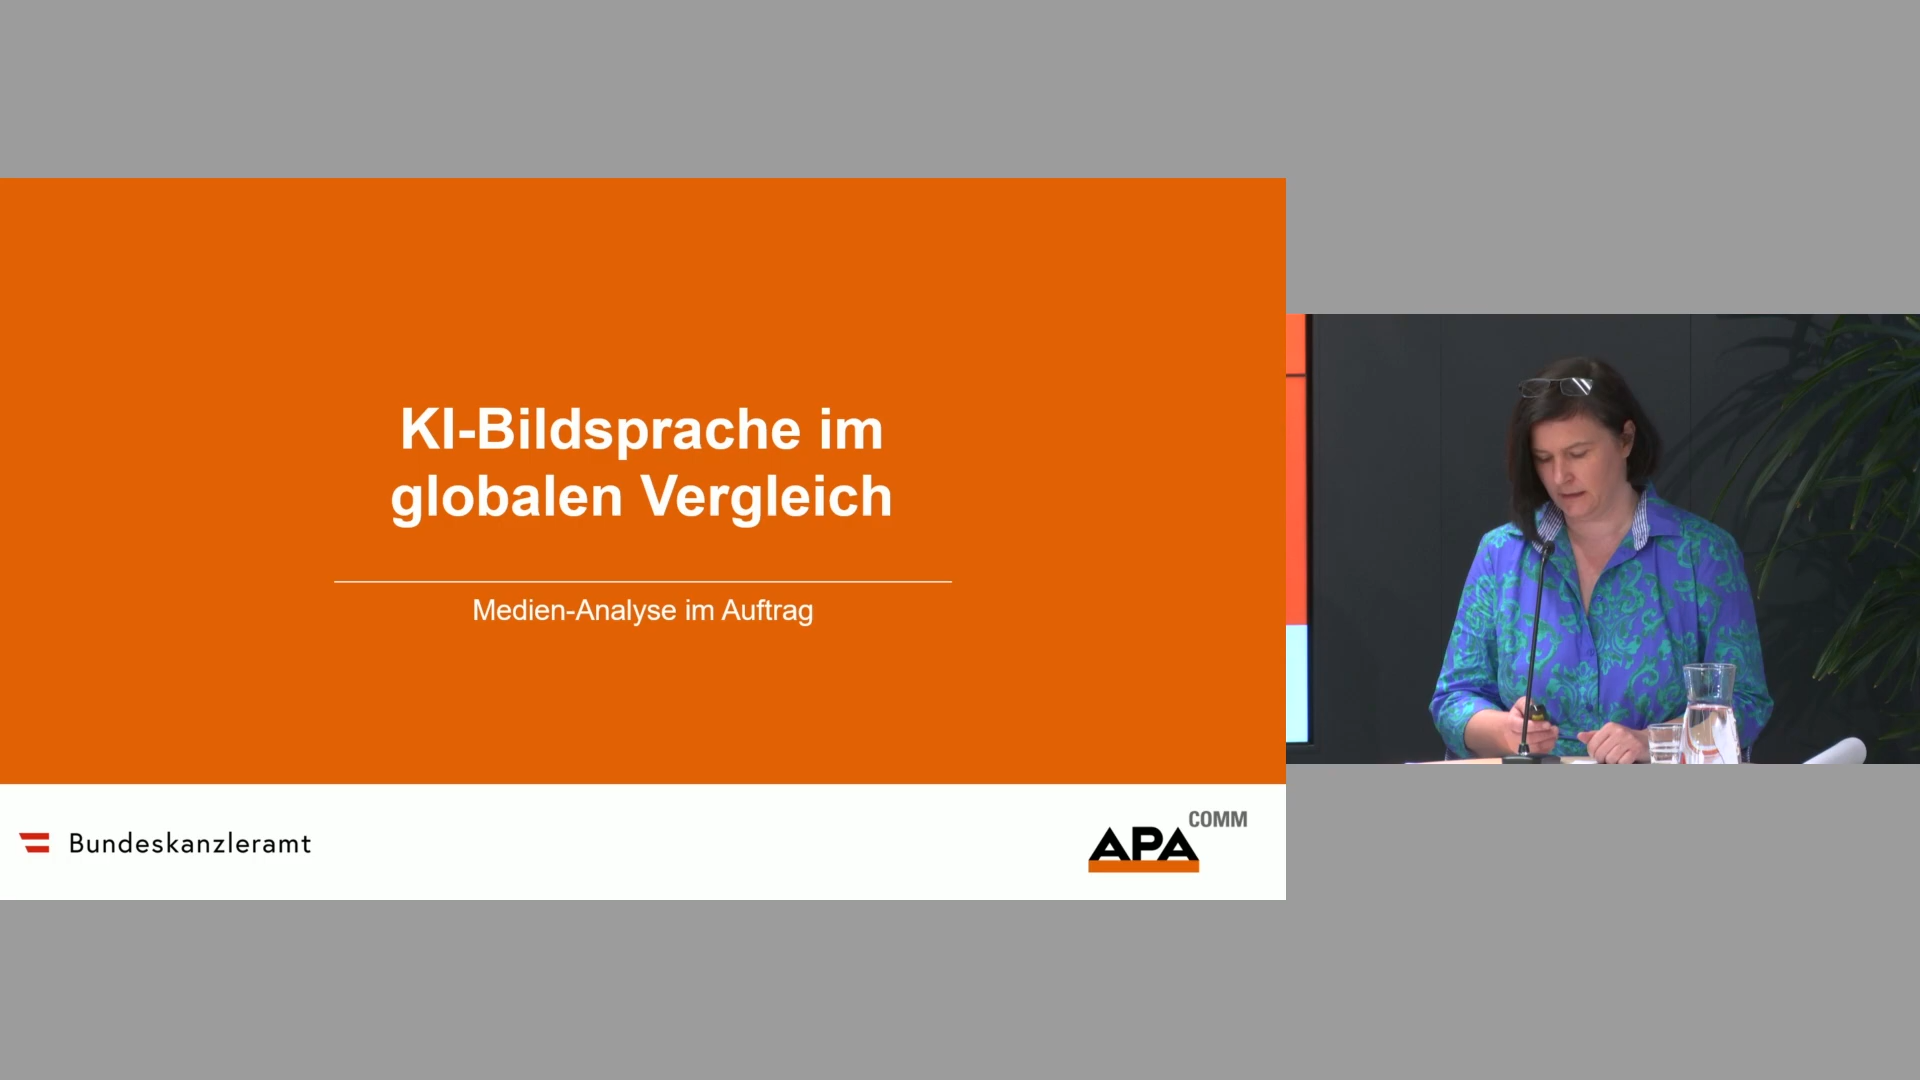 KI-Bildsprache im
globalen Vergleich
Medien-Analyse im Auftrag
Bundeskanzleramt
APA COMM